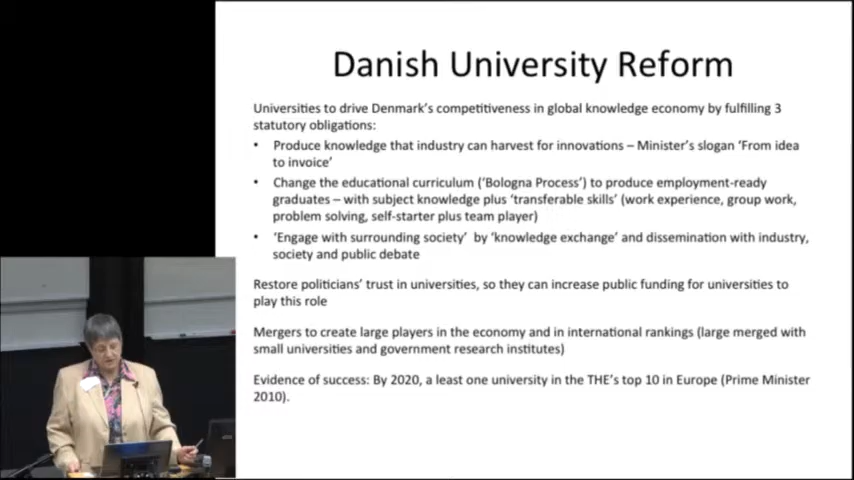 Danish University Reform
Universities to drive Denmark's competitiveness in global knowledge economy by fulfilling 3
statutory obligations:
• Produce knowledge that industry can harvest for innovations – Minister's slogan 'From idea
to invoice'
• Change the educational curriculum ('Bologna Process') to produce employment-ready
graduates – with subject knowledge plus 'transferable skills' (work experience, group work,
problem solving, self-starter plus team player)
• 'Engage with surrounding society' by 'knowledge exchange' and dissemination with industry,
society and public debate
Restore politicians' trust in universities, so they can increase public funding for universities to
play this role
Mergers to create large players in the economy and in international rankings (large merged with
small universities and government research institutes)
Evidence of success: By 2020, a least one university in the THE's top 10 in Europe (Prime Minister
2010).